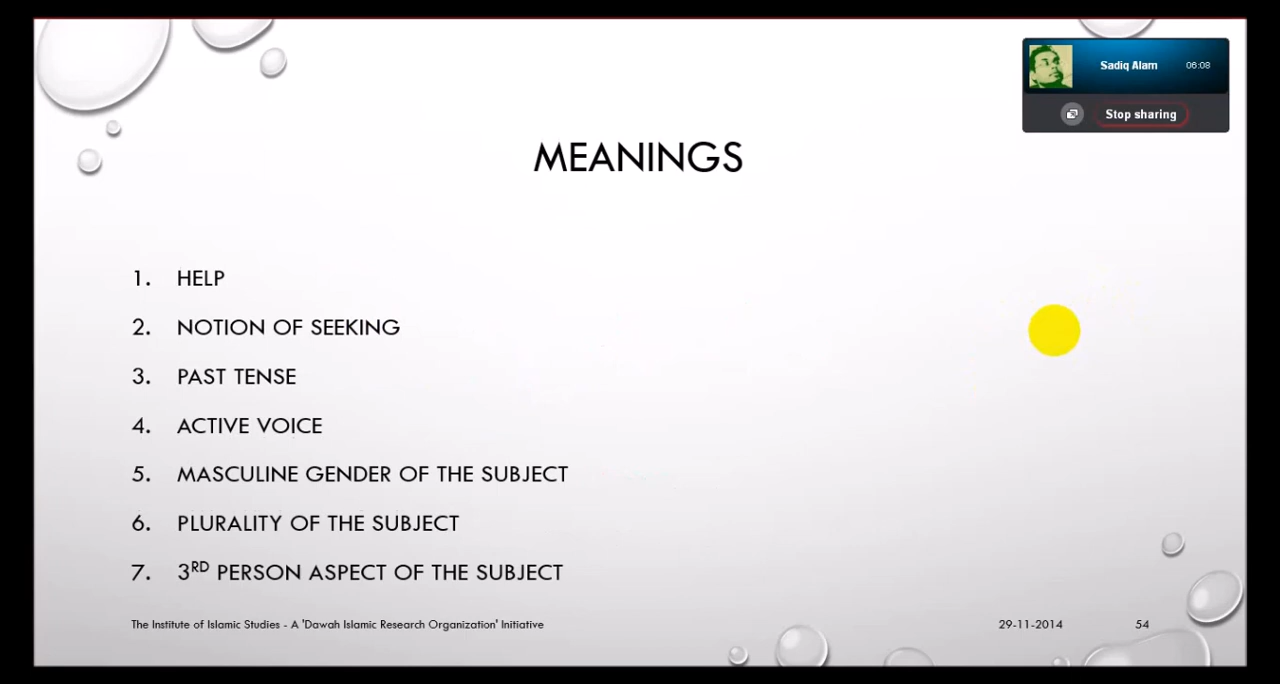 Sadiq Alam 06:08
Stop sharing
MEANINGS
1. HELP
2. NOTION OF SEEKING
3. PAST TENSE
4. ACTIVE VOICE
5. MASCULINE GENDER OF THE SUBJECT
6. PLURALITY OF THE SUBJECT
7. 3RD PERSON ASPECT OF THE SUBJECT
The Institute of Islamic Studies - A 'Dawah Islamic Research Organization' Initiative 29-11-2014 54